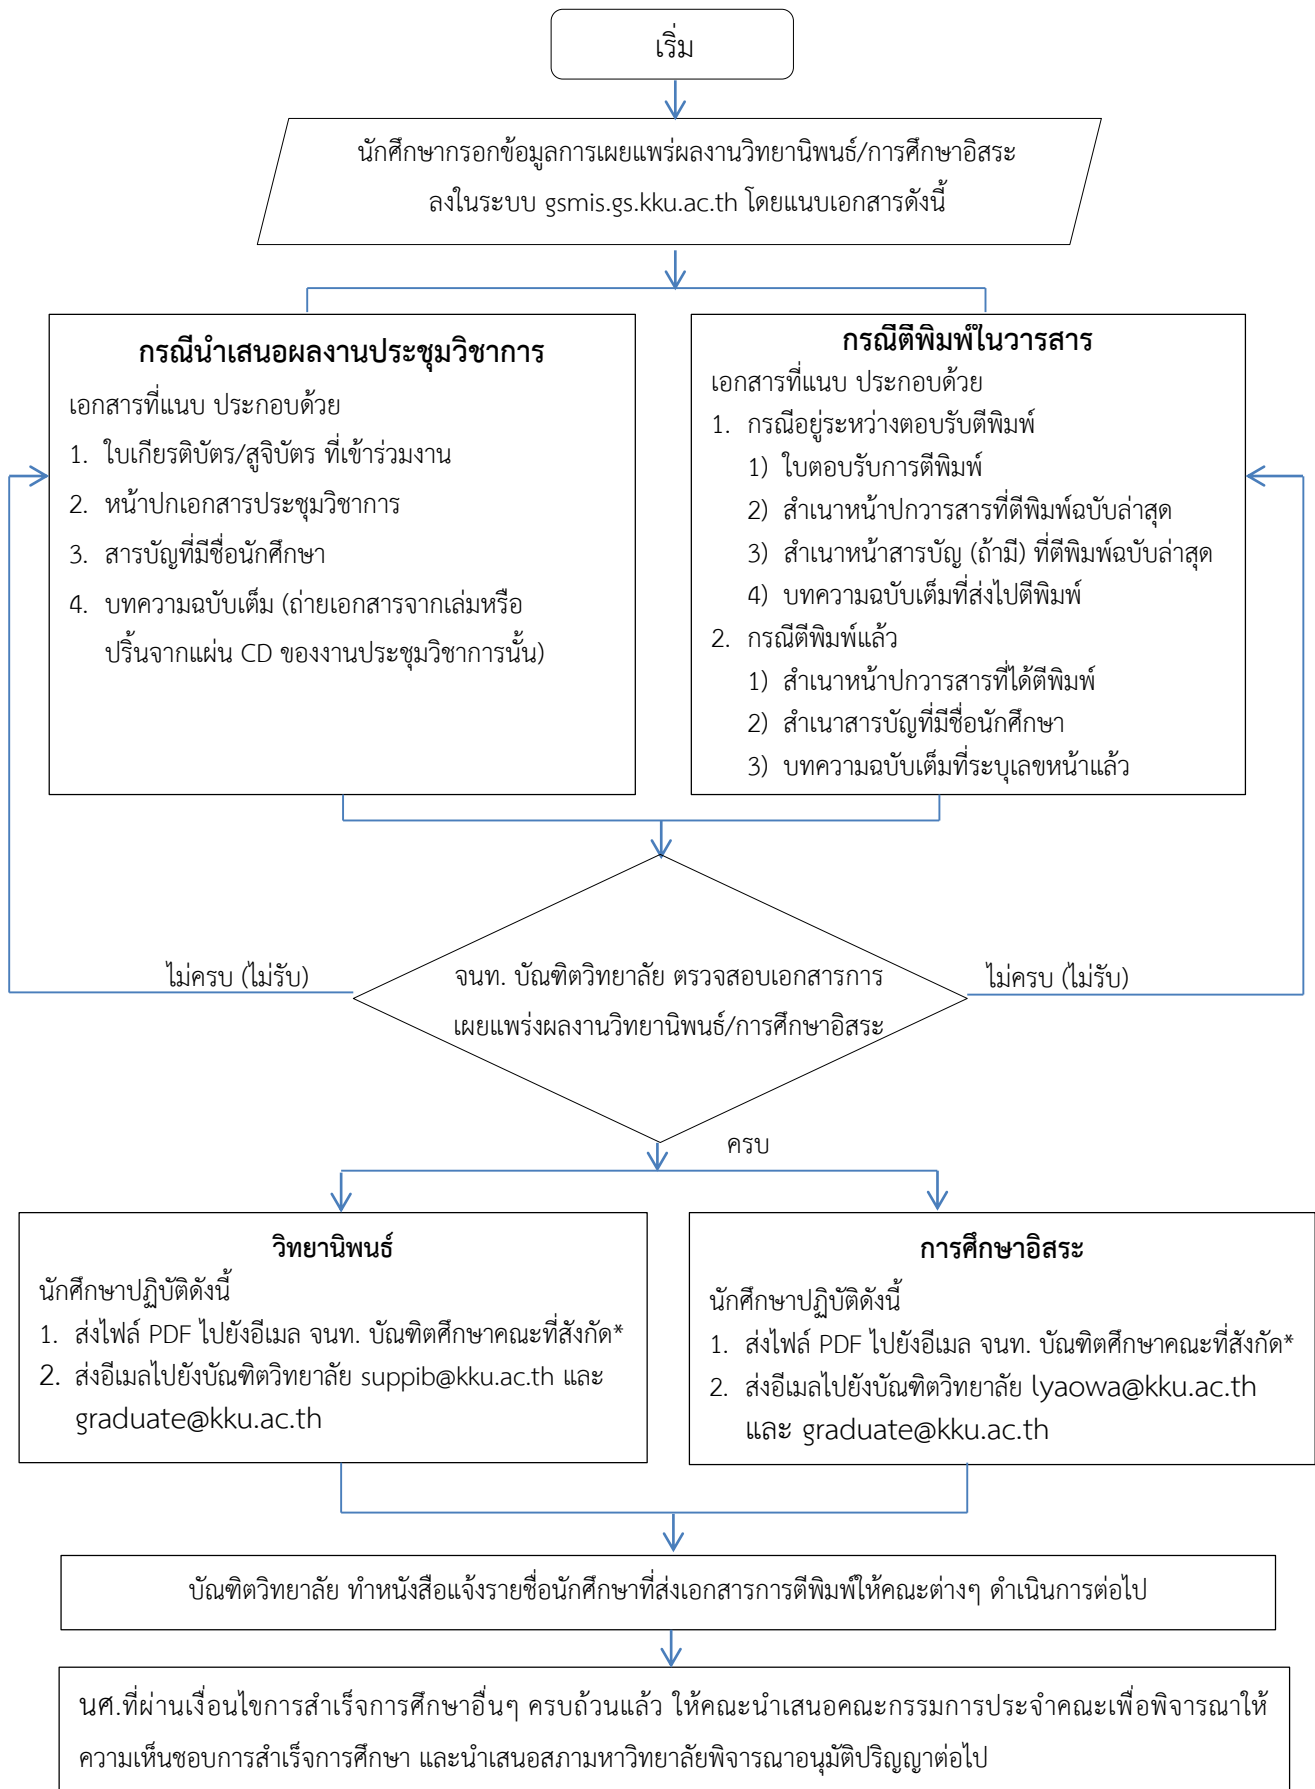 เริ่ม
นักศึกษากรอกข้อมูลการเผยแพร่ผลงานวิทยานิพนธ์/การศึกษาอิสระ
ลงในระบบ gsmis.gs.kku.ac.th โดยแนบเอกสารดังนี้
กรณีนำเสนอผลงานประชุมวิชาการ
เอกสารที่แนบ ประกอบด้วย
1. ใบเกียรติบัตร/สูจิบัตร ที่เข้าร่วมงาน
2. หน้าปกเอกสารประชุมวิชาการ
3. สารบัญที่มีชื่อนักศึกษา
4. บทความฉบับเต็ม (ถ่ายเอกสารจากเล่มหรือ
ปริ้นจากแผ่น CD ของงานประชุมวิชาการนั้น)
กรณีตีพิมพ์ในวารสาร
เอกสารที่แนบ ประกอบด้วย
1. กรณีอยู่ระหว่างตอบรับตีพิมพ์
1) ใบตอบรับการตีพิมพ์
2) สำเนาหน้าปกวารสารที่ตีพิมพ์ฉบับล่าสุด
3) สำเนาหน้าสารบัญ (ถ้ามี) ที่ตีพิมพ์ฉบับล่าสุด
4) บทความฉบับเต็มที่ส่งไปตีพิมพ์
2. กรณีตีพิมพ์แล้ว
1) สำเนาหน้าปกวารสารที่ได้ตีพิมพ์
2) สำเนาสารบัญที่มีชื่อนักศึกษา
3) บทความฉบับเต็มที่ระบุเลขหน้าแล้ว
ไม่ครบ (ไม่รับ)
จนท. บัณฑิตวิทยาลัย ตรวจสอบเอกสารการ
เผยแพร่งผลงานวิทยานิพนธ์/การศึกษาอิสระ
ไม่ครบ (ไม่รับ)
ครบ
วิทยานิพนธ์
นักศึกษาปฏิบัติดังนี้
1. ส่งไฟล์ PDF ไปยังอีเมล จนท. บัณฑิตศึกษาคณะที่สังกัด*
2. ส่งอีเมลไปยังบัณฑิตวิทยาลัย suppib@kku.ac.th และ
graduate@kku.ac.th
การศึกษาอิสระ
นักศึกษาปฏิบัติดังนี้
1. ส่งไฟล์ PDF ไปยังอีเมล จนท. บัณฑิตศึกษาคณะที่สังกัด*
2. ส่งอีเมลไปยังบัณฑิตวิทยาลัย lyaowa@kku.ac.th
และ graduate@kku.ac.th
บัณฑิตวิทยาลัย ทำหนังสือแจ้งรายชื่อนักศึกษาที่ส่งเอกสารการตีพิมพ์ให้คณะต่างๆ ดำเนินการต่อไป
นศ.ที่ผ่านเงื่อนไขการสำเร็จการศึกษาอื่นๆ ครบถ้วนแล้ว ให้คณะนำเสนอคณะกรรมการประจำคณะเพื่อพิจารณาให้
ความเห็นชอบการสำเร็จการศึกษา และนำเสนอสภามหาวิทยาลัยพิจารณาอนุมัติปริญญาต่อไป